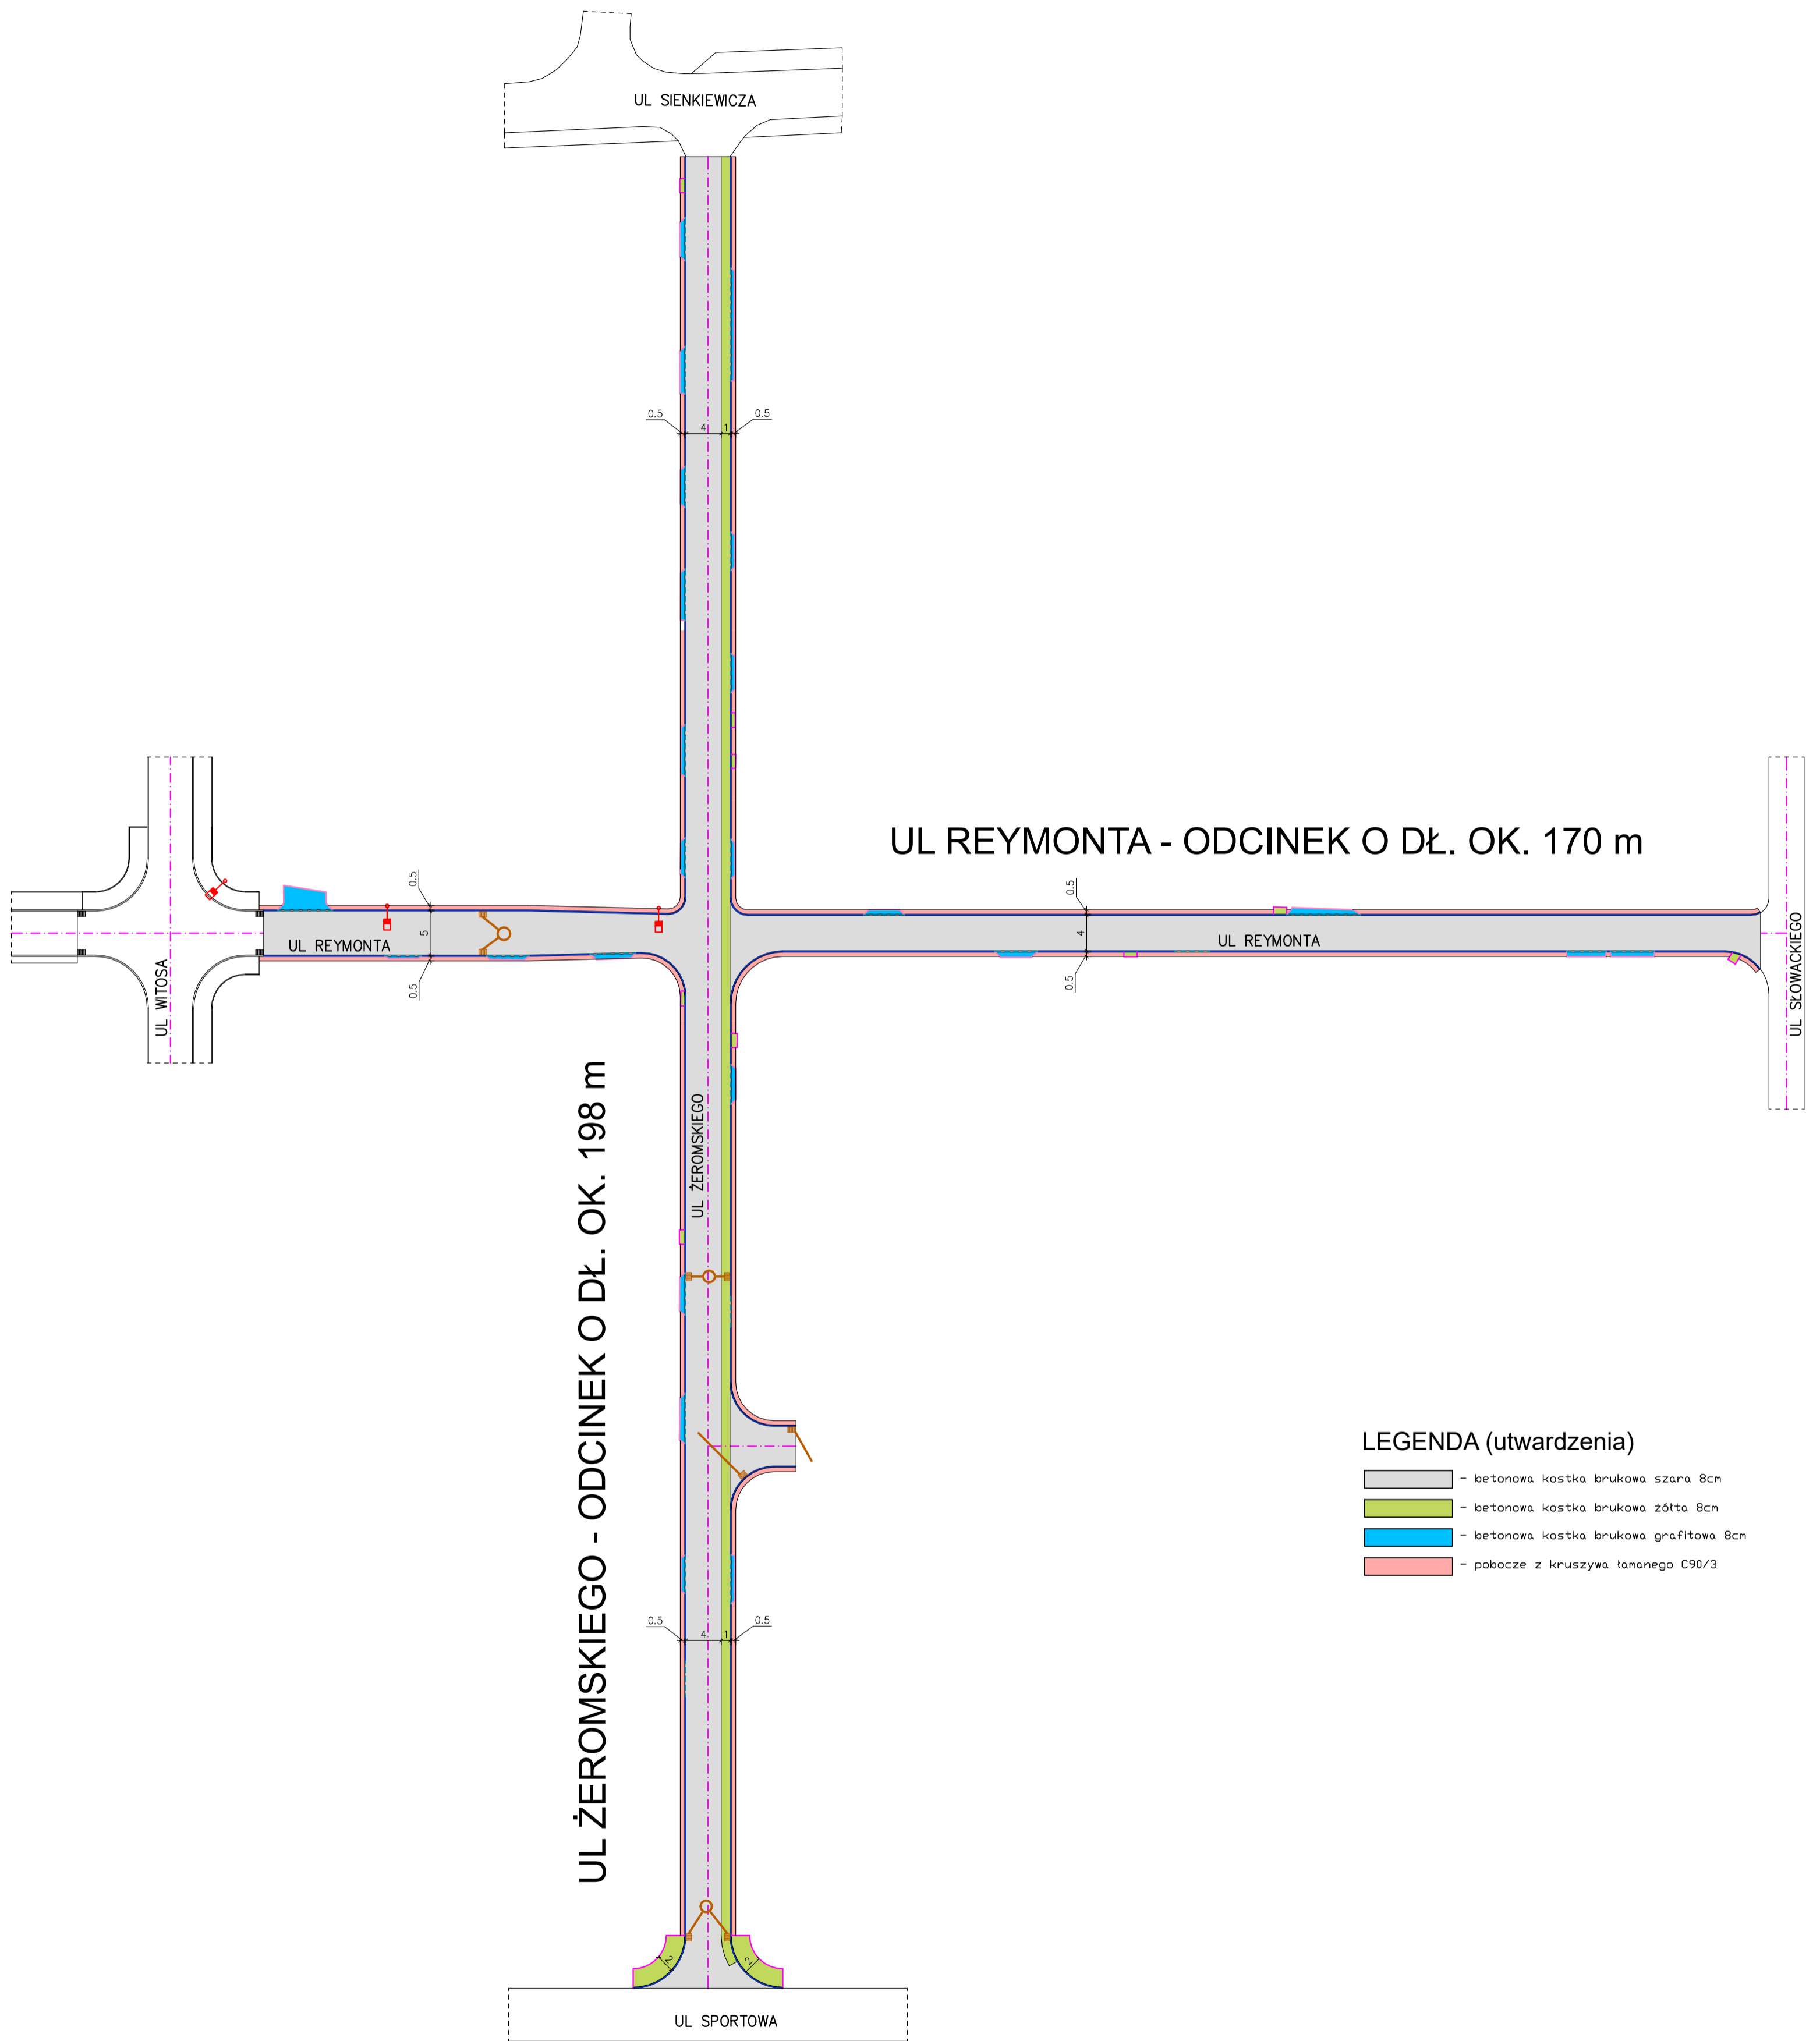 UL SIENKIEWICZA
0.5
4
1
0.5
UL REYMONTA - ODCINEK O DŁ. OK. 170 m
0.5
5
0.5
UL REYMONTA
UL WITOSA
0.5
4
0.5
UL REYMONTA
UL SŁOWACKIEGO
UL ŻEROMSKIEGO
UL ŻEROMSKIEGO - ODCINEK O DŁ. OK. 198 m
LEGENDA (utwardzenia)
- betonowa kostka brukowa szara 8cm
- betonowa kostka brukowa żółta 8cm
- betonowa kostka brukowa grafitowa 8cm
- pobocze z kruszywa łamanego C90/3
0.5
4
1
0.5
2
2
UL SPORTOWA